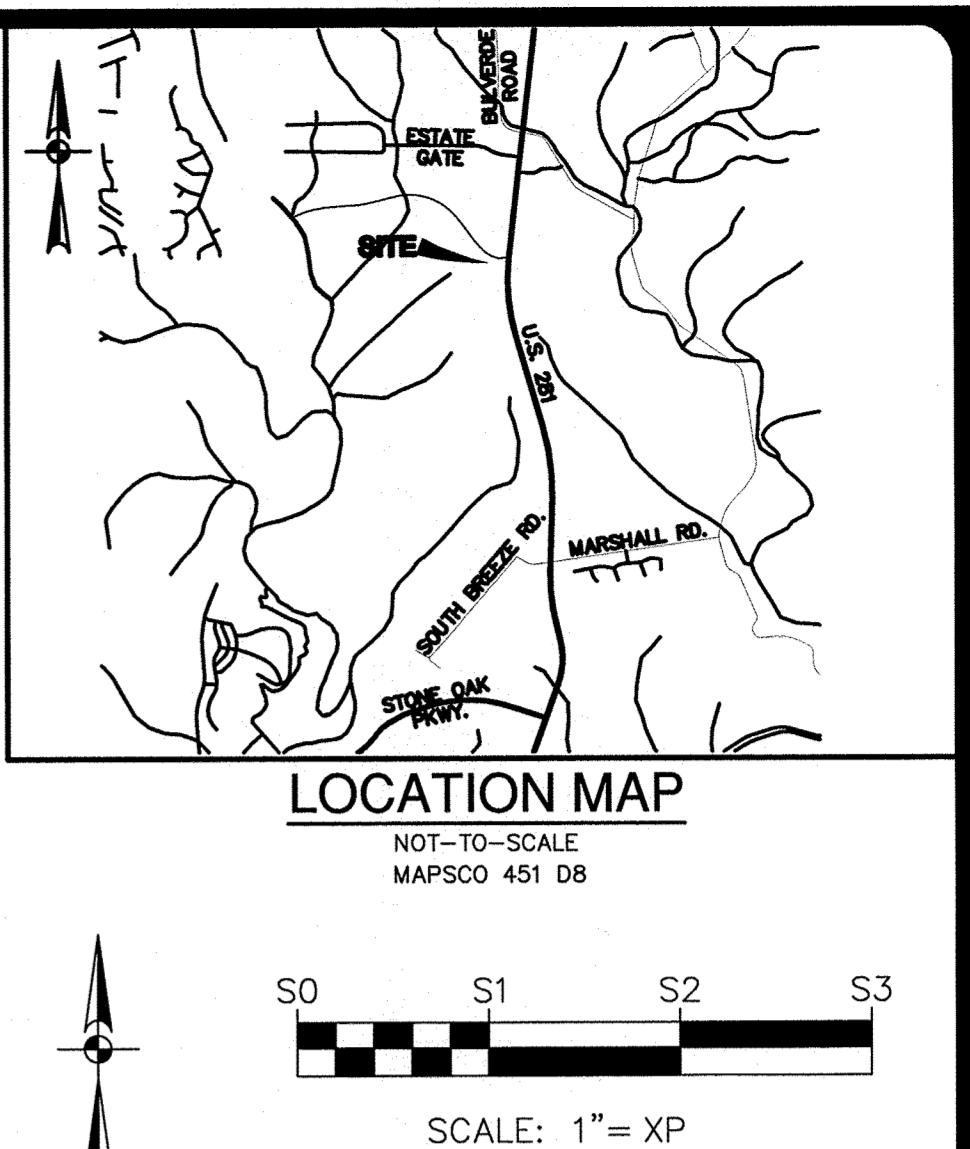 BULVERDE
ROAD
ESTATE
GATE
SITE
U.S. 281
SOUTH BREEZE RD.
MARSHALL RD.
STONE OAK
PKWY.
LOCATION MAP
NOT-TO-SCALE
MAPSCO 451 D8
S0 S1 S2 S3
SCALE: 1"= XP